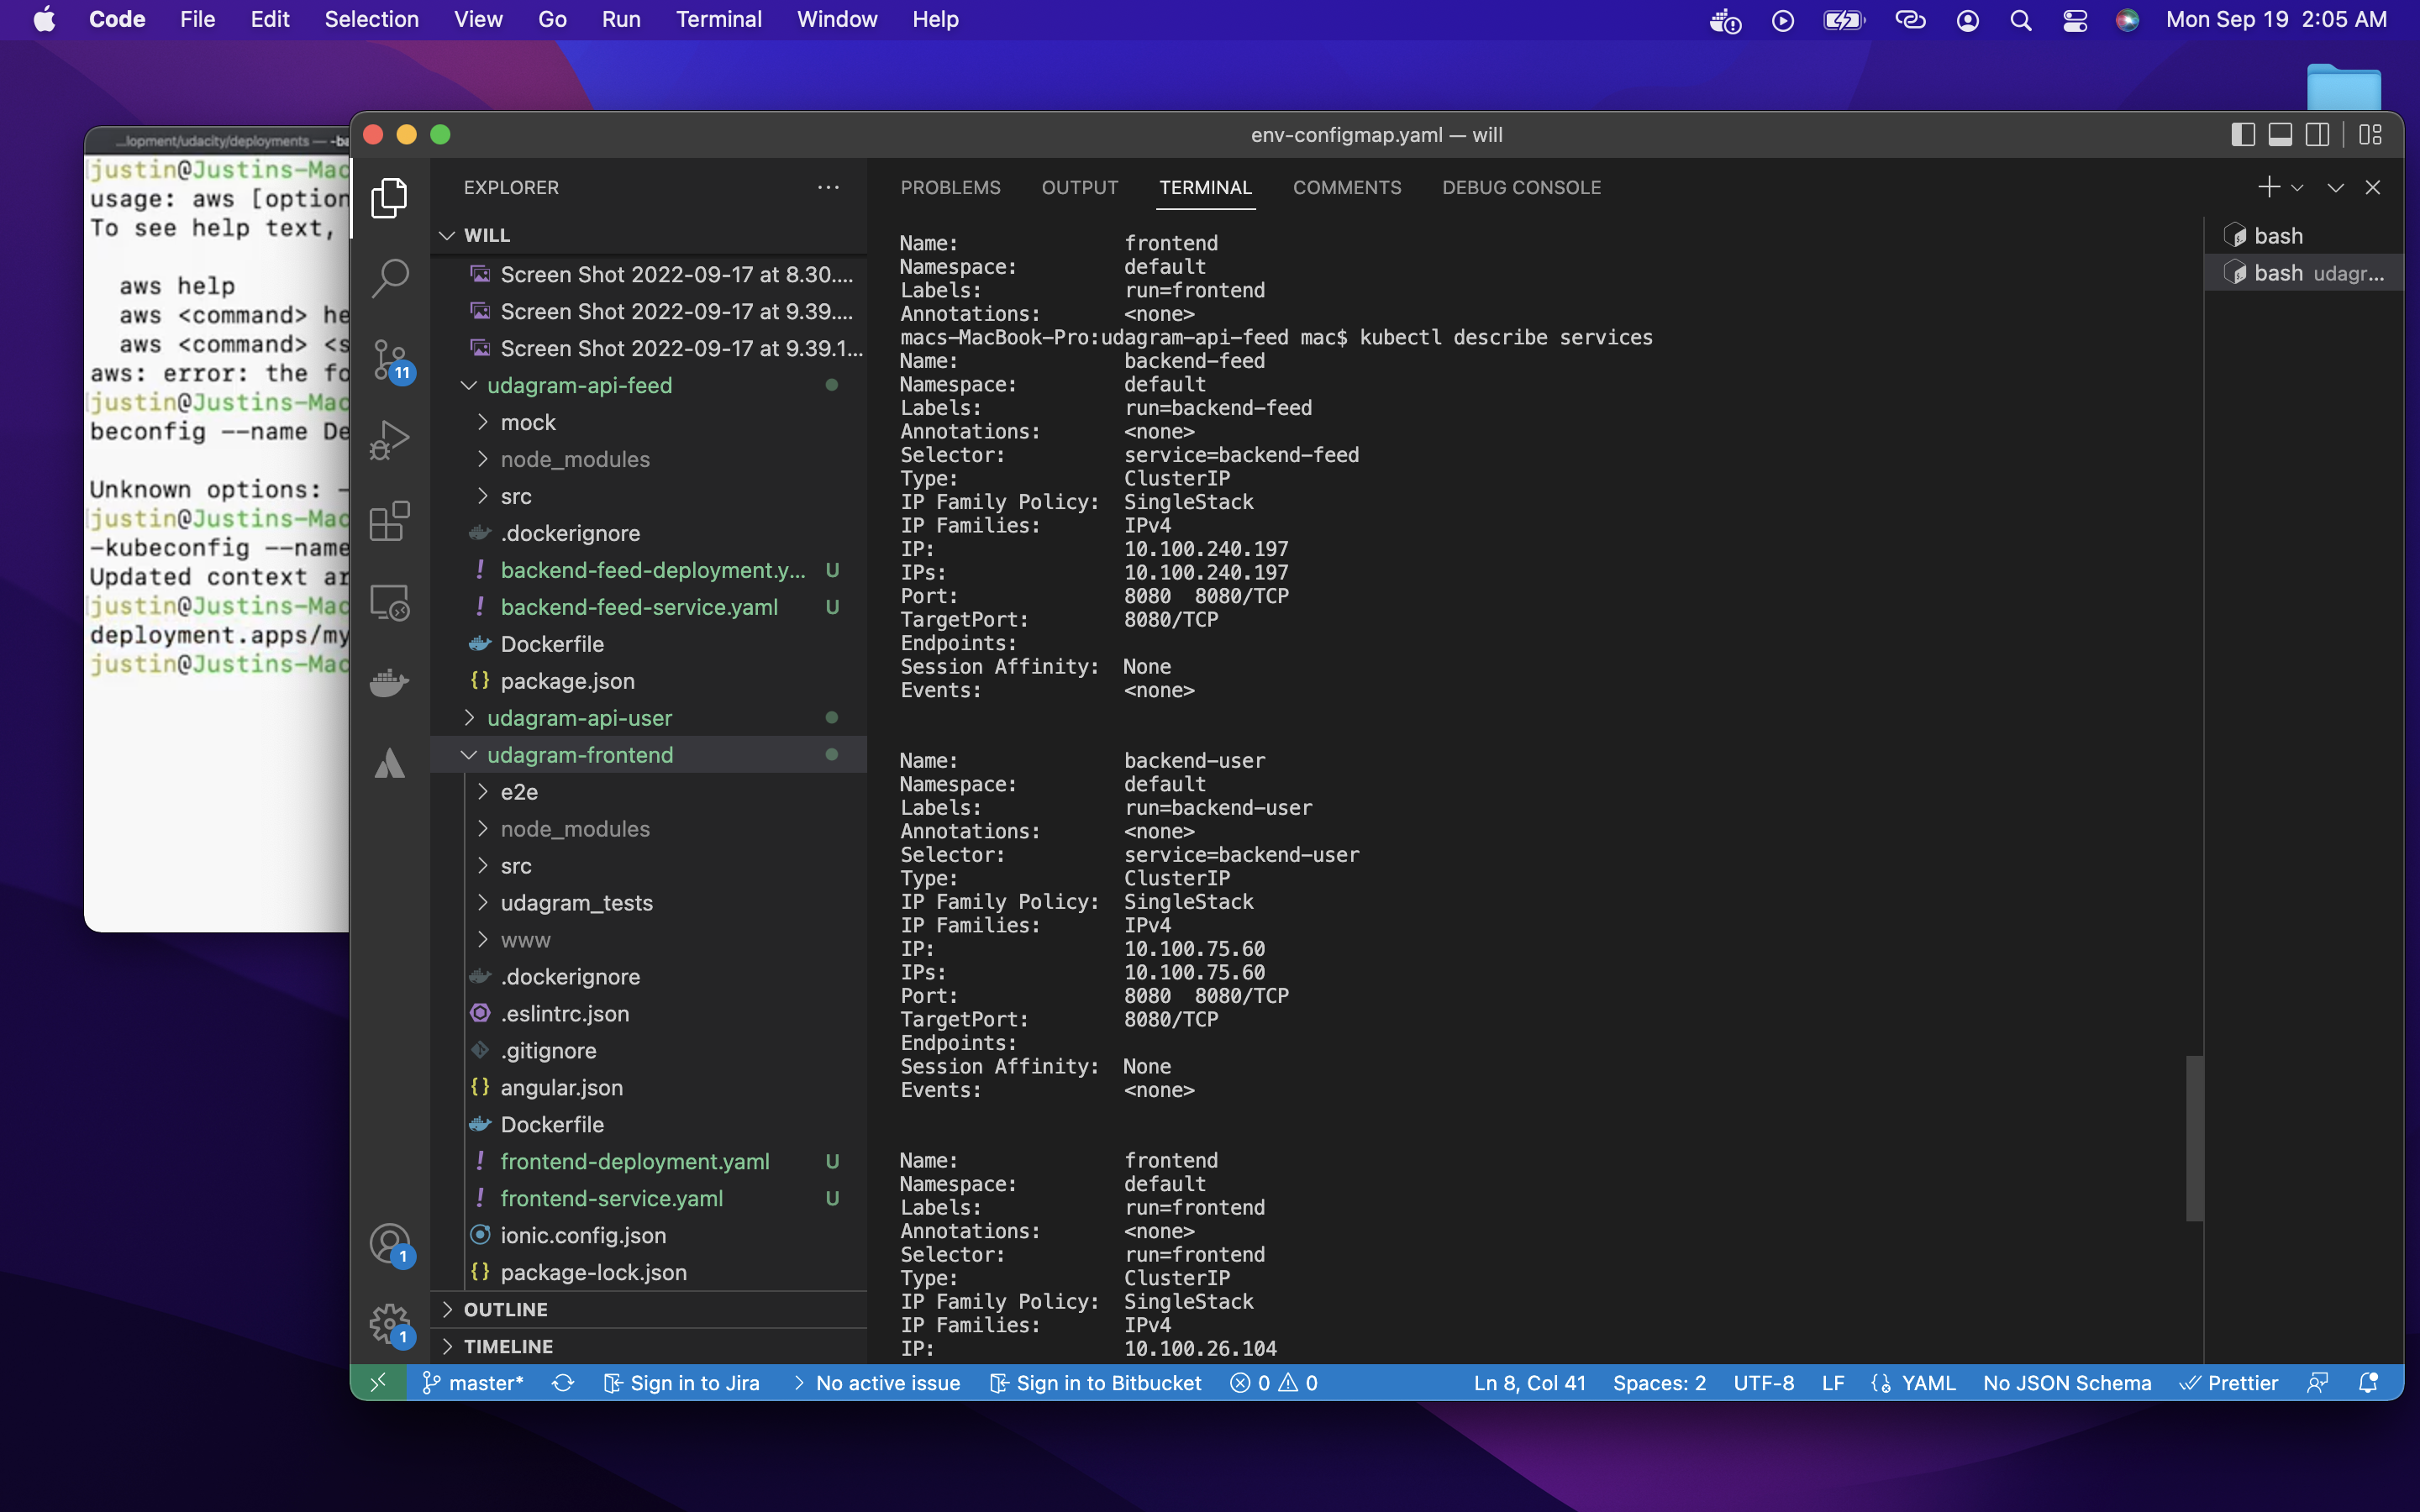 Code File Edit Selection View Go Run Terminal Window Help Mon Sep 19 2:05 AM
...lopment/udacity/deployments — -ba
justin@Justins-Mac
usage: aws [option
To see help text,
aws help
aws <command> he
aws <command> <s
aws: error: the fo
justin@Justins-Mac
beconfig --name De
Unknown options: -
justin@Justins-Mac
-kubeconfig --name
Updated context ar
justin@Justins-Mac
deployment.apps/my
justin@Justins-Mac
env-configmap.yaml — will
EXPLORER ...
WILL
Screen Shot 2022-09-17 at 8.30....
Screen Shot 2022-09-17 at 9.39....
Screen Shot 2022-09-17 at 9.39.1...
udagram-api-feed
mock
node_modules
src
.dockerignore
! backend-feed-deployment.y... U
! backend-feed-service.yaml U
Dockerfile
{} package.json
udagram-api-user
udagram-frontend
e2e
node_modules
src
udagram_tests
www
.dockerignore
.eslintrc.json
.gitignore
{} angular.json
Dockerfile
! frontend-deployment.yaml U
! frontend-service.yaml U
ionic.config.json
{} package-lock.json
OUTLINE
TIMELINE
11
1
1
PROBLEMS OUTPUT TERMINAL COMMENTS DEBUG CONSOLE
Name: frontend
Namespace: default
Labels: run=frontend
Annotations: <none>
macs-MacBook-Pro:udagram-api-feed mac$ kubectl describe services
Name: backend-feed
Namespace: default
Labels: run=backend-feed
Annotations: <none>
Selector: service=backend-feed
Type: ClusterIP
IP Family Policy: SingleStack
IP Families: IPv4
IP: 10.100.240.197
IPs: 10.100.240.197
Port: 8080 8080/TCP
TargetPort: 8080/TCP
Endpoints:
Session Affinity: None
Events: <none>
Name: backend-user
Namespace: default
Labels: run=backend-user
Annotations: <none>
Selector: service=backend-user
Type: ClusterIP
IP Family Policy: SingleStack
IP Families: IPv4
IP: 10.100.75.60
IPs: 10.100.75.60
Port: 8080 8080/TCP
TargetPort: 8080/TCP
Endpoints:
Session Affinity: None
Events: <none>
Name: frontend
Namespace: default
Labels: run=frontend
Annotations: <none>
Selector: run=frontend
Type: ClusterIP
IP Family Policy: SingleStack
IP Families: IPv4
IP: 10.100.26.104
bash
bash udagr...
master* Sign in to Jira No active issue Sign in to Bitbucket 0 0 Ln 8, Col 41 Spaces: 2 UTF-8 LF YAML No JSON Schema Prettier